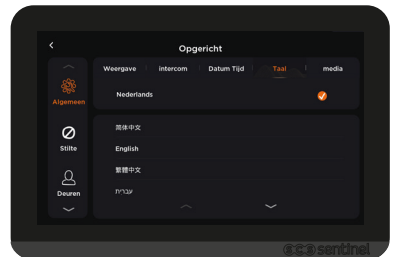 Opgericht
Weergave intercom Datum Tijd Taal media
Algemeen
Nederlands
Stilte
简体中文
English
繁體中文
Deuren
עברית
sentinel